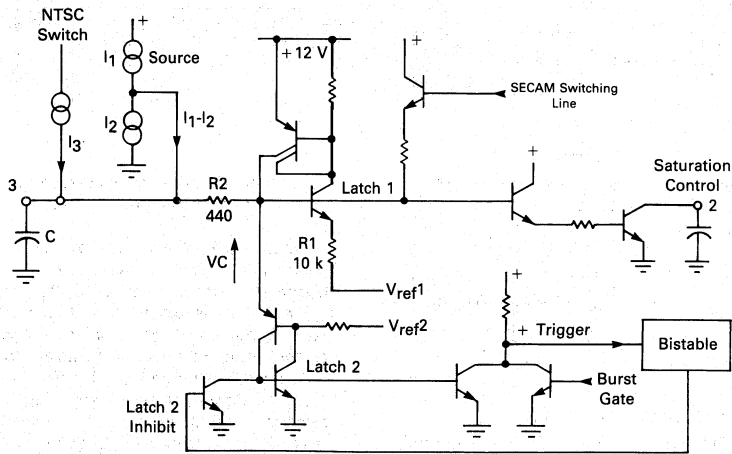 NTSC
Switch
+
I1
Source
I2
I1-I2
I3
3
C
R2
440
+12 V
+
SECAM Switching
Line
Latch 1
R1
10 k
Vref1
VC
+
Saturation
Control
2
Vref2
Latch 2
Latch 2
Inhibit
+
+ Trigger
Bistable
Burst
Gate